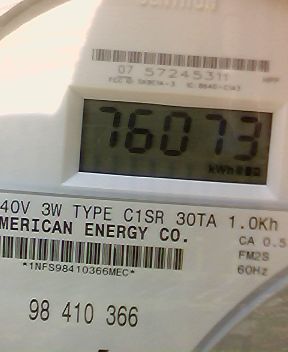 07 57245311
76073
kWh
40V 3W TYPE C1SR 30TA 1.0Kh
MERICAN ENERGY CO.
CA 0.5
*1NFS98410366MEC*
FM2S
60Hz
98 410 366